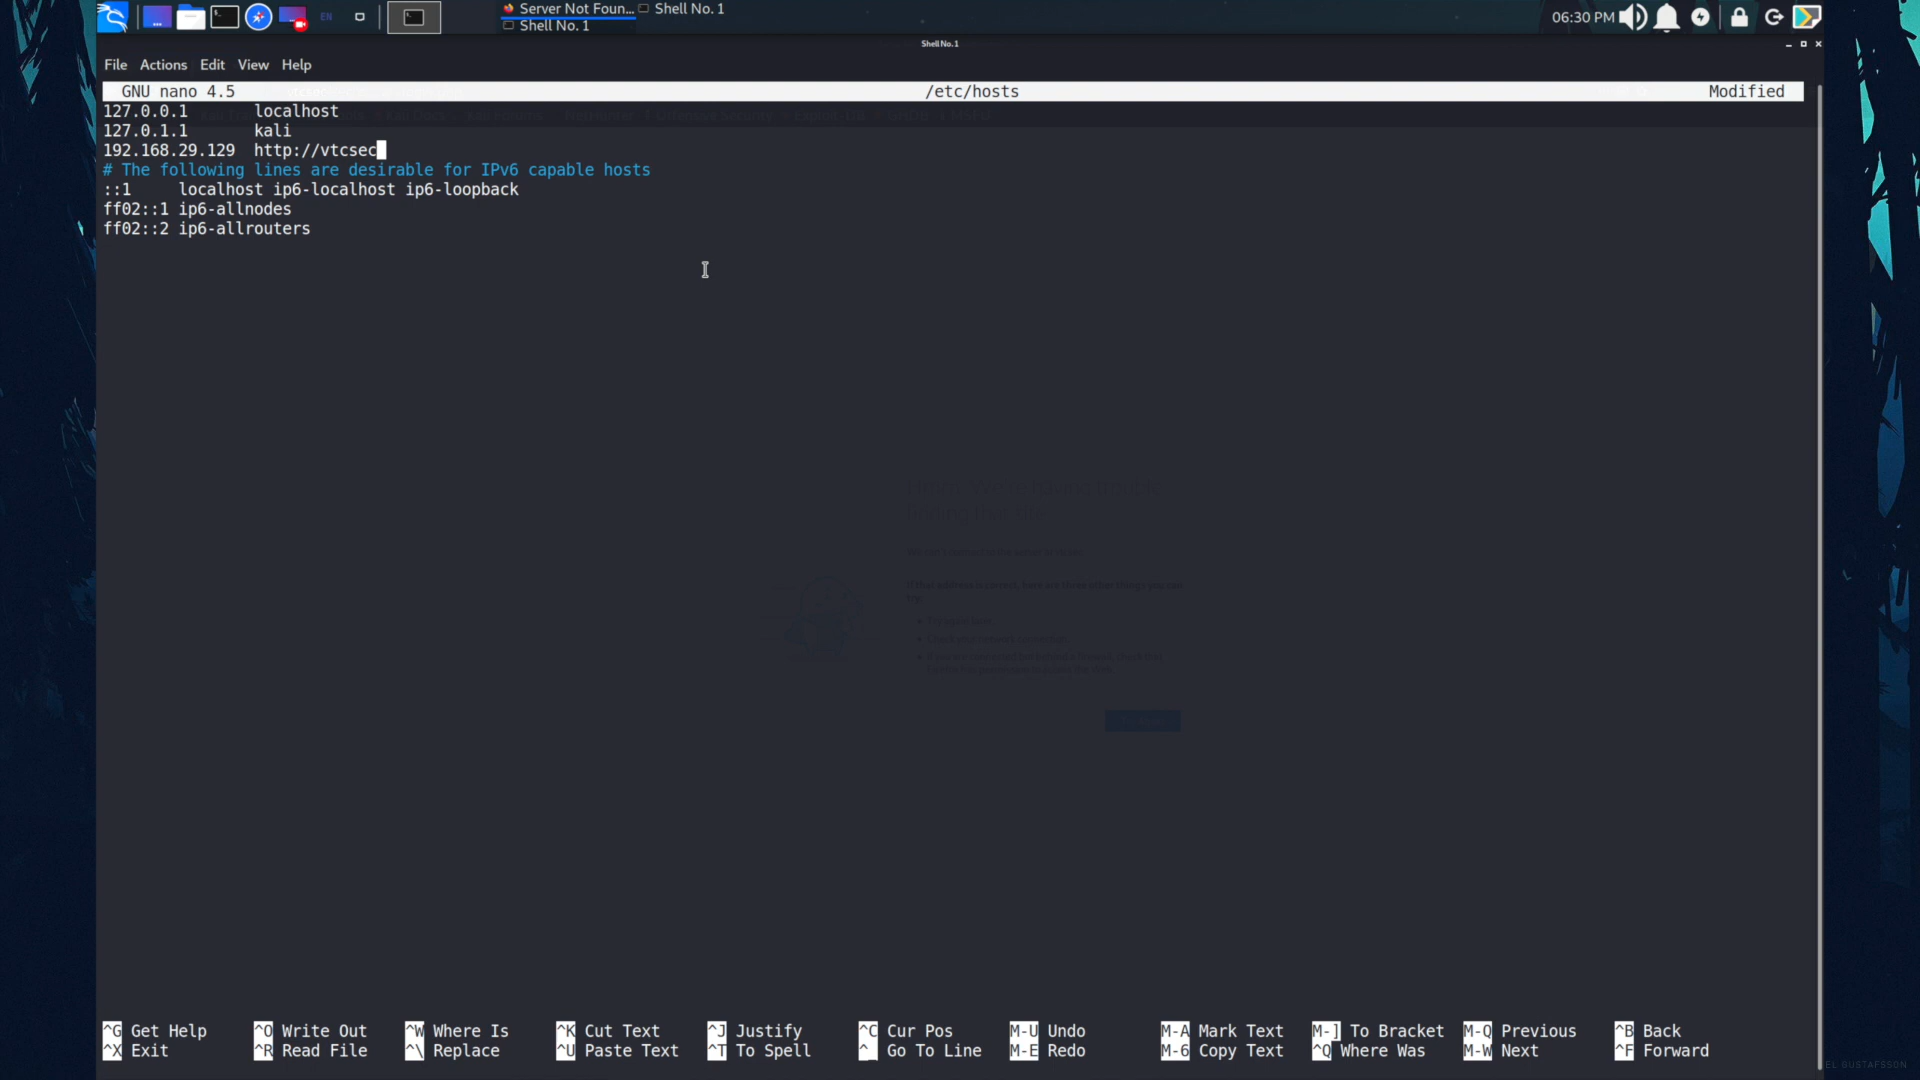 EN
Server Not Foun...
Shell No. 1
Shell No. 1
06:30 PM
Shell No. 1
File Actions Edit View Help
GNU nano 4.5 /etc/hosts Modified
127.0.0.1 localhost
127.0.1.1 kali
192.168.29.129 http://vtcsec
# The following lines are desirable for IPv6 capable hosts
::1 localhost ip6-localhost ip6-loopback
ff02::1 ip6-allnodes
ff02::2 ip6-allrouters
^G Get Help ^O Write Out ^W Where Is ^K Cut Text ^J Justify ^C Cur Pos M-U Undo M-A Mark Text M-] To Bracket M-Q Previous ^B Back
^X Exit ^R Read File ^\ Replace ^U Paste Text ^T To Spell ^_ Go To Line M-E Redo M-6 Copy Text ^Q Where Was M-W Next ^F Forward
EL GUSTAFSSON